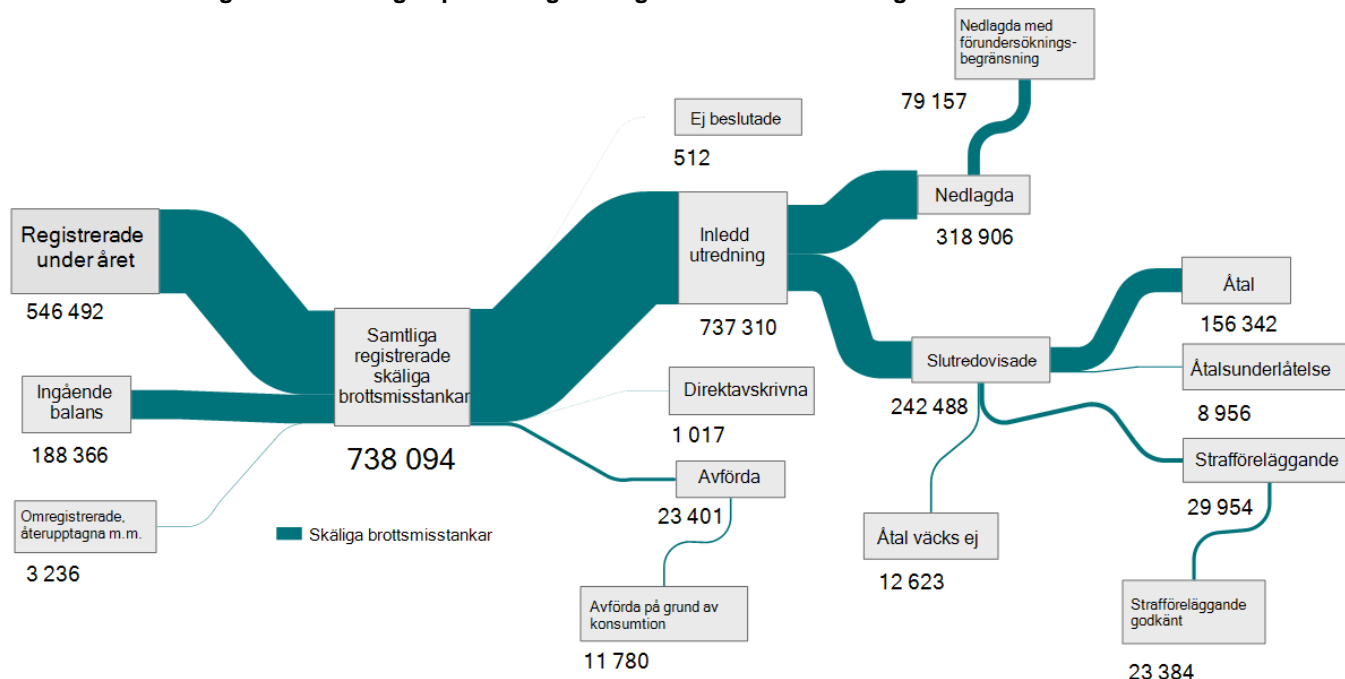 Nedlagda med
förundersöknings-
begränsning
79 157
Ej beslutade
512
Nedlagda
318 906
Registrerade
under året
546 492
Inledd
utredning
737 310
Åtal
156 342
Samtliga
registrerade
skäliga
brottsmisstankar
738 094
Slutredovisade
242 488
Åtalsunderlåtelse
8 956
Ingående
balans
188 366
Direktavskrivna
1 017
Avförda
23 401
Strafföreläggande
29 954
Omregistrerade,
återupptagna m.m.
3 236
Skäliga brottsmisstankar
Åtal väcks ej
12 623
Avförda på grund av
konsumtion
11 780
Strafföreläggande
godkänt
23 384